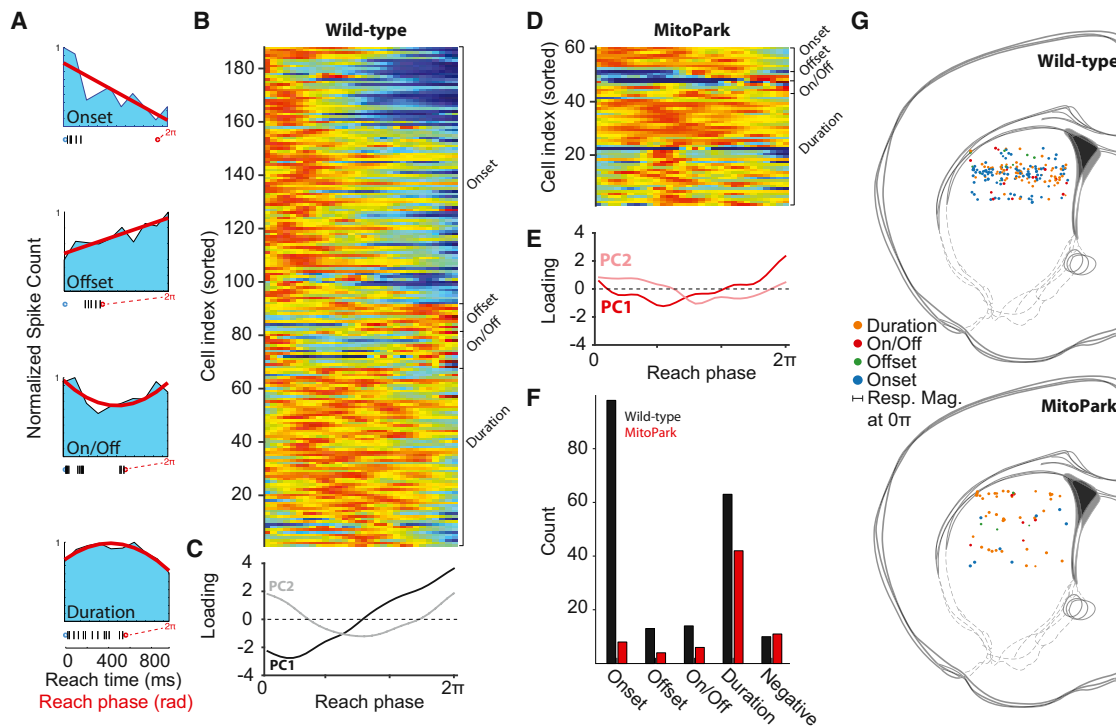 A
Normalized Spike Count
1
Onset
2π
1
Offset
2π
1
On/Off
2π
1
Duration
2π
0 400 800
Reach time (ms)
Reach phase (rad)
B
Wild-type
Cell index (sorted)
180
160
140
120
100
80
60
40
20
Onset
Offset
On/Off
Duration
C
Loading
4
2
0
-2
-4
PC2
PC1
0 2π
Reach phase
D
MitoPark
Cell index (sorted)
60
40
20
Onset
Offset
On/Off
Duration
E
Loading
4
2
0
-2
-4
PC2
PC1
0 2π
Reach phase
F
Wild-type
MitoPark
Count
80
60
40
20
Onset
Offset
On/Off
Duration
Negative
G
Wild-type
Duration
On/Off
Offset
Onset
Resp. Mag.
at 0π
MitoPark